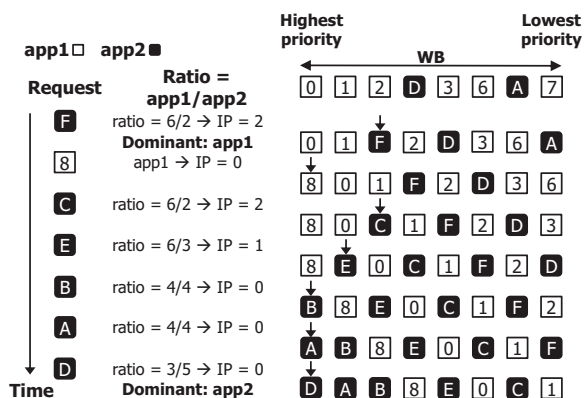 Highest priority
Lowest priority
app1 app2
WB
Request
Ratio = app1/app2
0 1 2 D 3 6 A 7
F ratio = 6/2 → IP = 2
Dominant: app1
0 1 F 2 D 3 6 A
8 app1 → IP = 0
8 0 1 F 2 D 3 6
C ratio = 6/2 → IP = 2
8 0 C 1 F 2 D 3
E ratio = 6/3 → IP = 1
8 E 0 C 1 F 2 D
B ratio = 4/4 → IP = 0
B 8 E 0 C 1 F 2
A ratio = 4/4 → IP = 0
A B 8 E 0 C 1 F
D ratio = 3/5 → IP = 0
Dominant: app2
D A B 8 E 0 C 1
Time